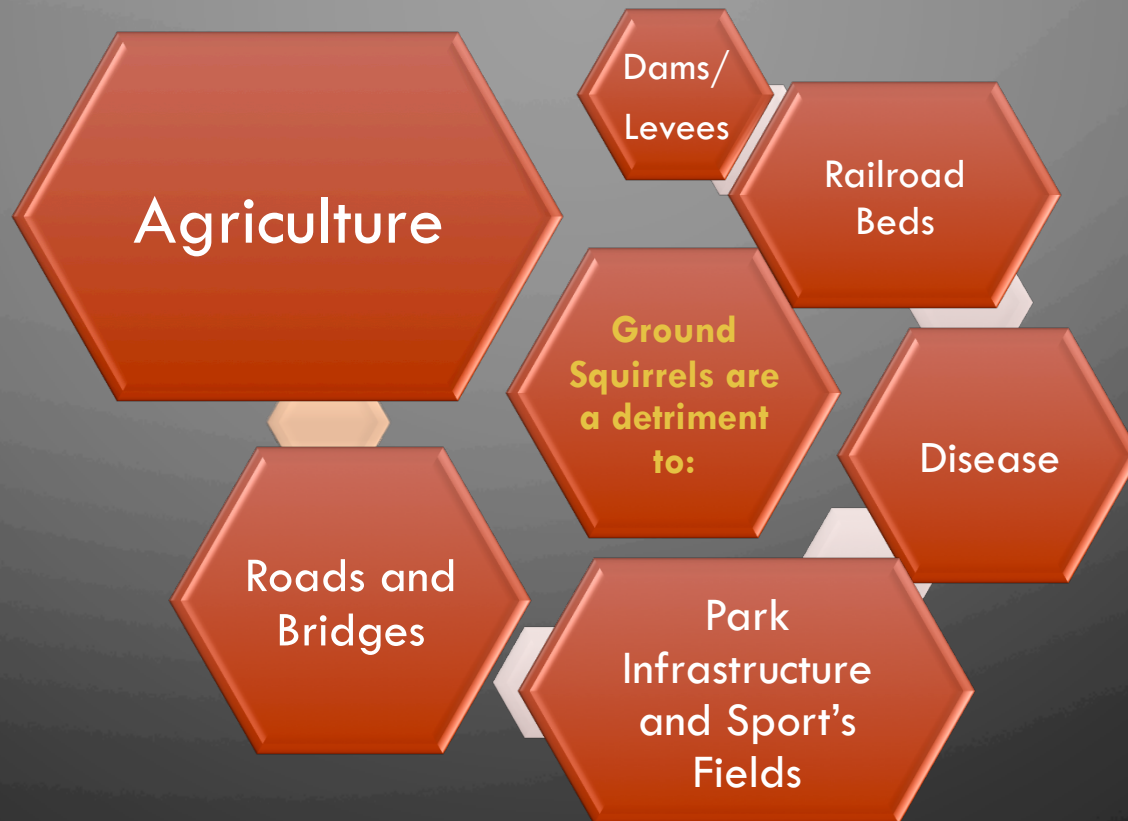 Agriculture
Dams/
Levees
Railroad
Beds
Ground
Squirrels are
a detriment
to:
Disease
Roads and
Bridges
Park
Infrastructure
and Sport’s
Fields